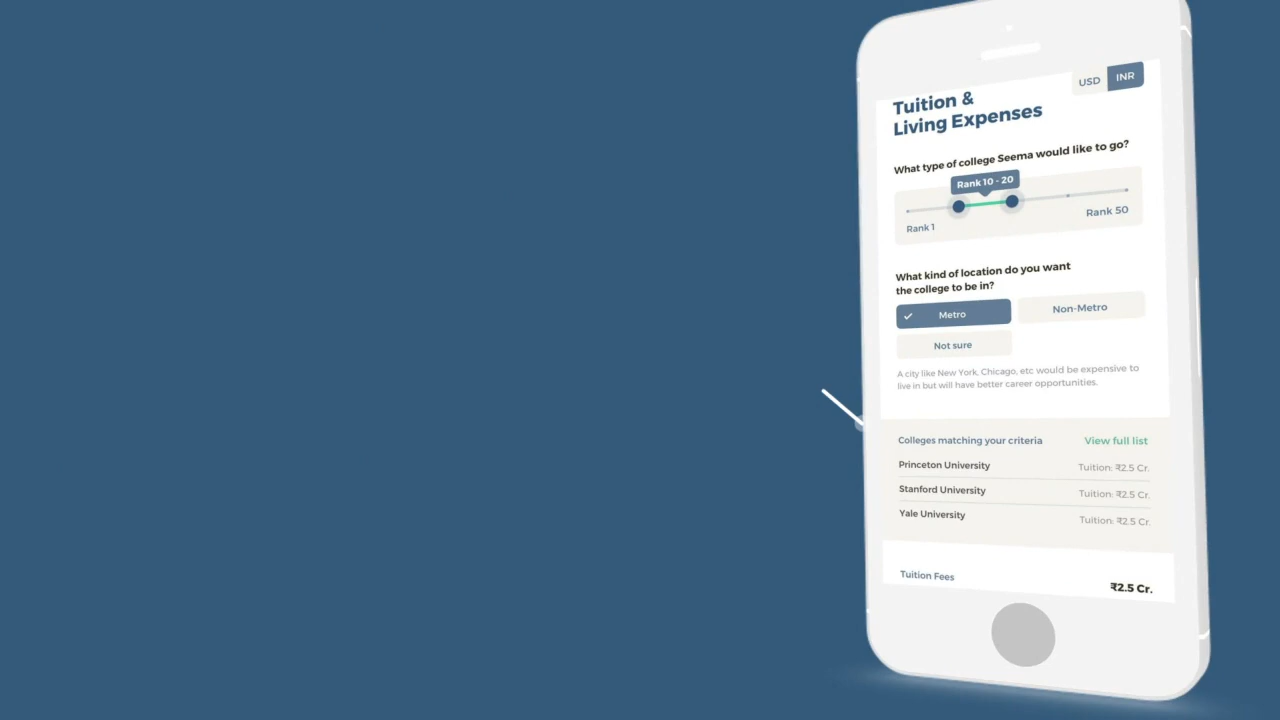 USD INR
Tuition &
Living Expenses
What type of college Seema would like to go?
Rank 10 - 20
Rank 1
Rank 50
What kind of location do you want
the college to be in?
Metro
Non-Metro
Not sure
A city like New York, Chicago, etc would be expensive to
live in but will have better career opportunities.
Colleges matching your criteria View full list
Princeton University Tuition: ₹2.5 Cr.
Stanford University Tuition: ₹2.5 Cr.
Yale University Tuition: ₹2.5 Cr.
Tuition Fees ₹2.5 Cr.